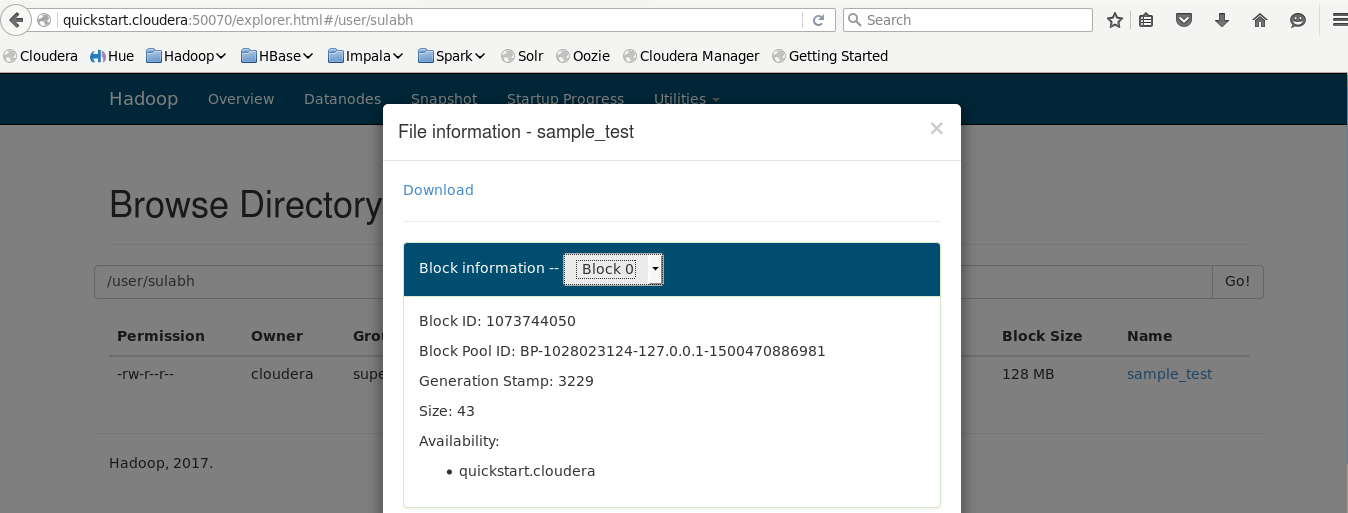 quickstart.cloudera:50070/explorer.html#/user/sulabh
Search
Cloudera Hue Hadoop HBase Impala Spark Solr Oozie Cloudera Manager Getting Started
Hadoop Overview Datanodes Snapshot Startup Progress Utilities
File information - sample_test ×
Download
Browse Directory
Block information -- Block 0
/user/sulabh Go!
Block ID: 1073744050
Permission Owner Block Size Name
Block Pool ID: BP-1028023124-127.0.0.1-1500470886981
-rw-r--r-- cloudera 128 MB sample_test
Generation Stamp: 3229
Size: 43
Availability:
Hadoop, 2017.
• quickstart.cloudera